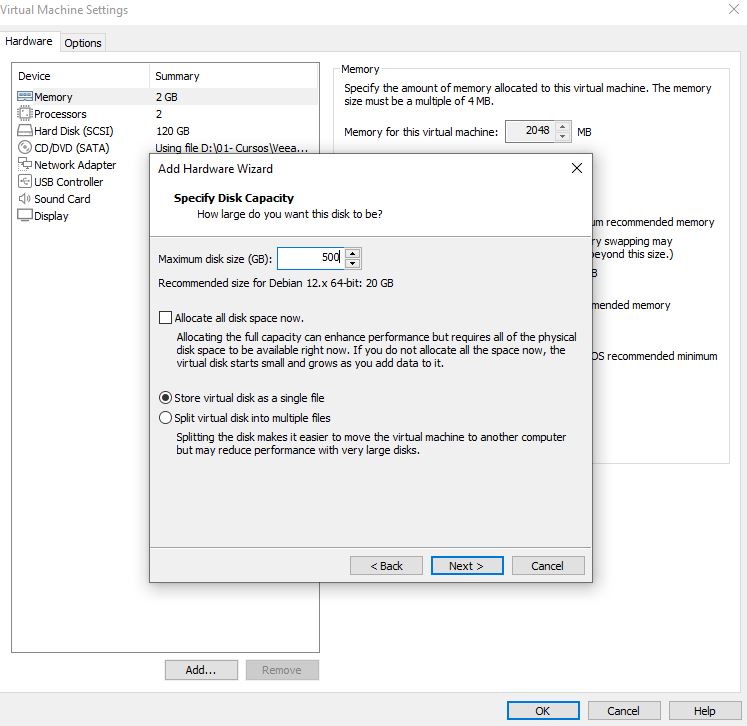 Virtual Machine Settings
Hardware Options
Device Summary
Memory 2 GB
Processors 2
Hard Disk (SCSI) 120 GB
CD/DVD (SATA) Using file D:\01- Cursos\Veea...
Network Adapter
USB Controller
Sound Card
Display
Add... Remove
Memory
Specify the amount of memory allocated to this virtual machine. The memory
size must be a multiple of 4 MB.
Memory for this virtual machine: 2048 MB
um recommended memory
ry swapping may
beyond this size.)
B
mended memory
OS recommended minimum
Add Hardware Wizard
Specify Disk Capacity
How large do you want this disk to be?
Maximum disk size (GB): 500
Recommended size for Debian 12.x 64-bit: 20 GB
Allocate all disk space now.
Allocating the full capacity can enhance performance but requires all of the physical
disk space to be available right now. If you do not allocate all the space now, the
virtual disk starts small and grows as you add data to it.
Store virtual disk as a single file
Split virtual disk into multiple files
Splitting the disk makes it easier to move the virtual machine to another computer
but may reduce performance with very large disks.
< Back Next > Cancel
OK Cancel Help